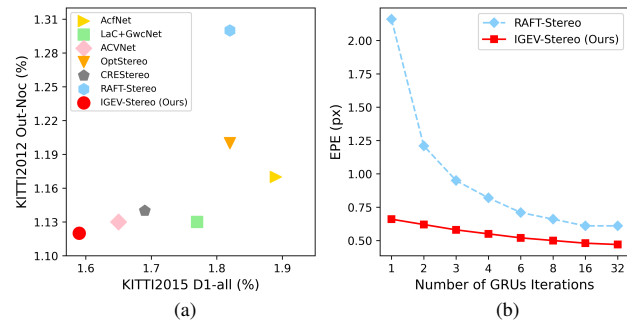 1.31
1.28
1.25
1.22
1.19
1.16
1.13
1.10
KITTI2012 Out-Noc (%)
AcfNet
LaC+GwcNet
ACVNet
OptStereo
CREStereo
RAFT-Stereo
IGEV-Stereo (Ours)
1.6 1.7 1.8 1.9
KITTI2015 D1-all (%)
(a)
2.00
1.75
1.50
1.25
1.00
0.75
0.50
EPE (px)
RAFT-Stereo
IGEV-Stereo (Ours)
1 2 3 4 6 8 16 32
Number of GRUs Iterations
(b)